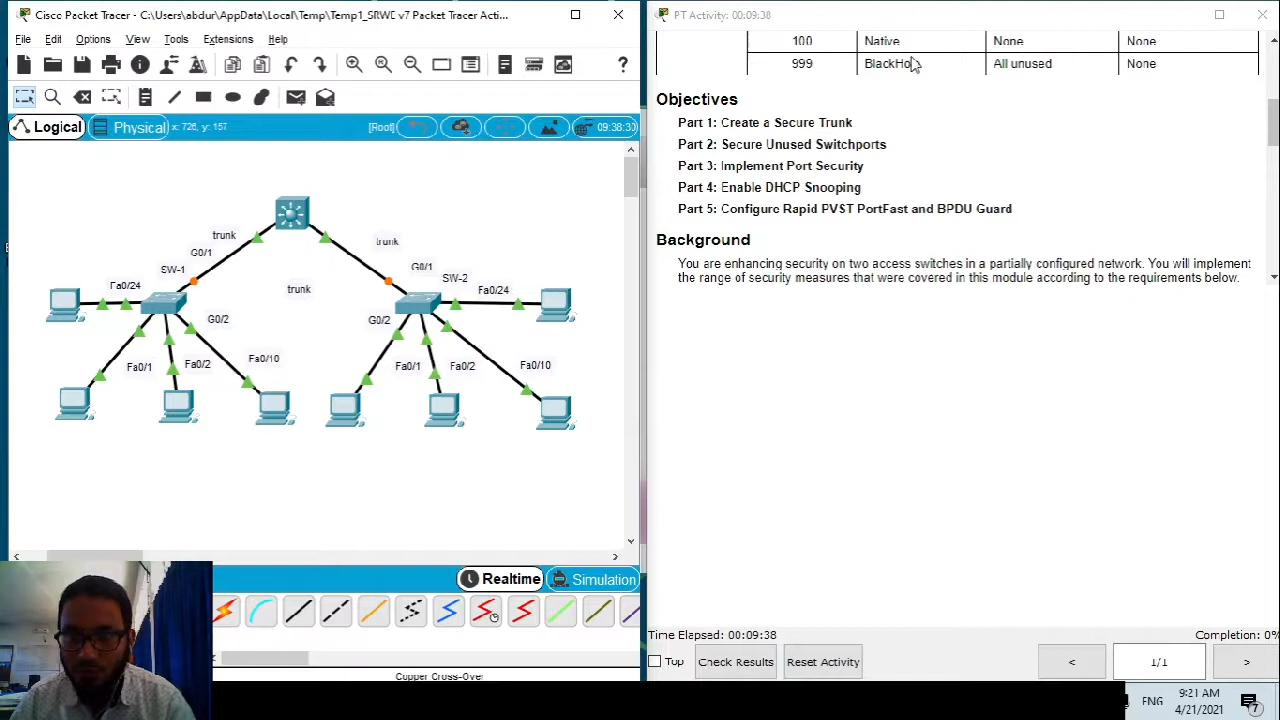 Cisco Packet Tracer - C:\Users\abdur\AppData\Local\Temp\Temp1_SRWE v7 Packet Tracer Acti...
File Edit Options View Tools Extensions Help
?
Logical Physical x: 726, y: 157 [Root] 09:38:30
trunk
G0/1
SW-1
Fa0/24
trunk
G0/1
SW-2
Fa0/24
trunk
G0/2
G0/2
Fa0/1
Fa0/2
Fa0/10
Fa0/1
Fa0/2
Fa0/10
Realtime Simulation
Copper Cross-Over
PT Activity: 00:09:38
100 Native None None
999 All unused None
Objectives
Part 1: Create a Secure Trunk
Part 2: Secure Unused Switchports
Part 3: Implement Port Security
Part 4: Enable DHCP Snooping
Part 5: Configure Rapid PVST PortFast and BPDU Guard
Background
You are enhancing security on two access switches in a partially configured network. You will implement
the range of security measures that were covered in this module according to the requirements below.
Time Elapsed: 00:09:38 Completion: 0%
Top Check Results Reset Activity < 1/1 >
ENG
9:21 AM
4/21/2021
7